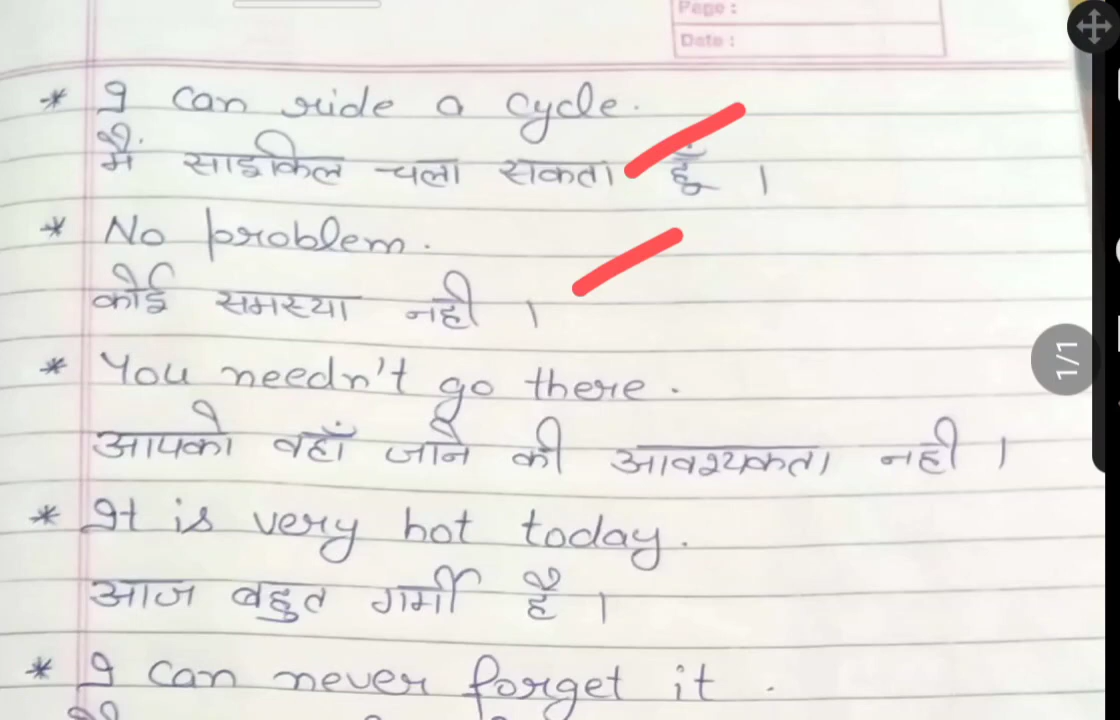 Page :
Date :
* I can ride a cycle.
मैं साइकिल चला सकता हूँ ।
* No problem.
कोई समस्या नही ।
* You needn't go there.
आपको वहाँ जाने की आवश्यकता नही ।
* It is very hot today.
आज बहुत गर्मी है ।
* I can never forget it .
1/1